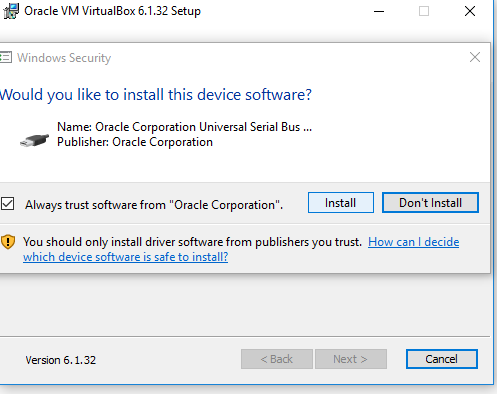 Oracle VM VirtualBox 6.1.32 Setup
Windows Security
Would you like to install this device software?
Name: Oracle Corporation Universal Serial Bus ...
Publisher: Oracle Corporation
Always trust software from "Oracle Corporation".
Install
Don't Install
You should only install driver software from publishers you trust. How can I decide
which device software is safe to install?
Version 6.1.32
< Back
Next >
Cancel